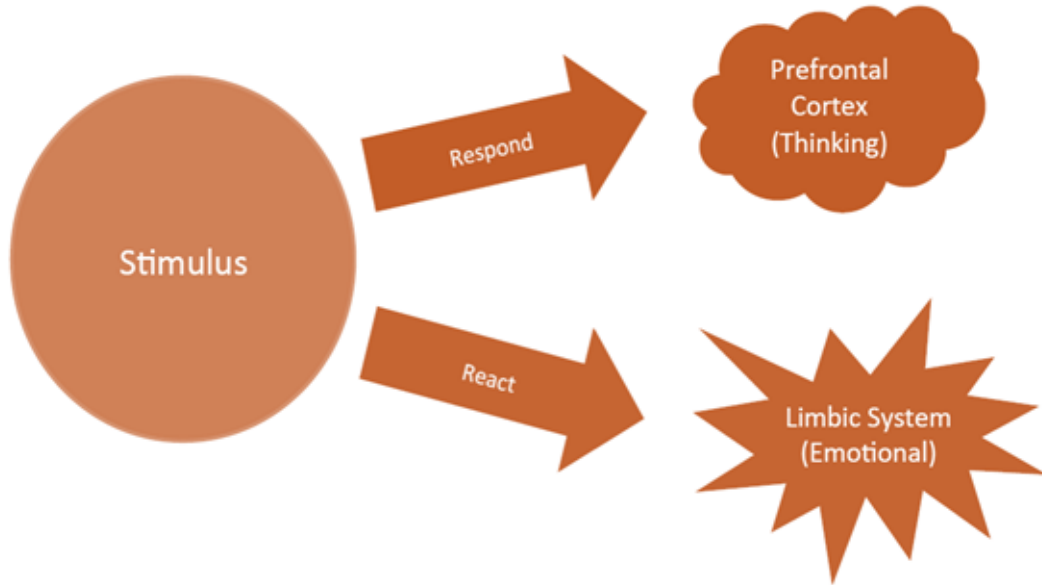 Stimulus
Respond
Prefrontal
Cortex
(Thinking)
React
Limbic System
(Emotional)